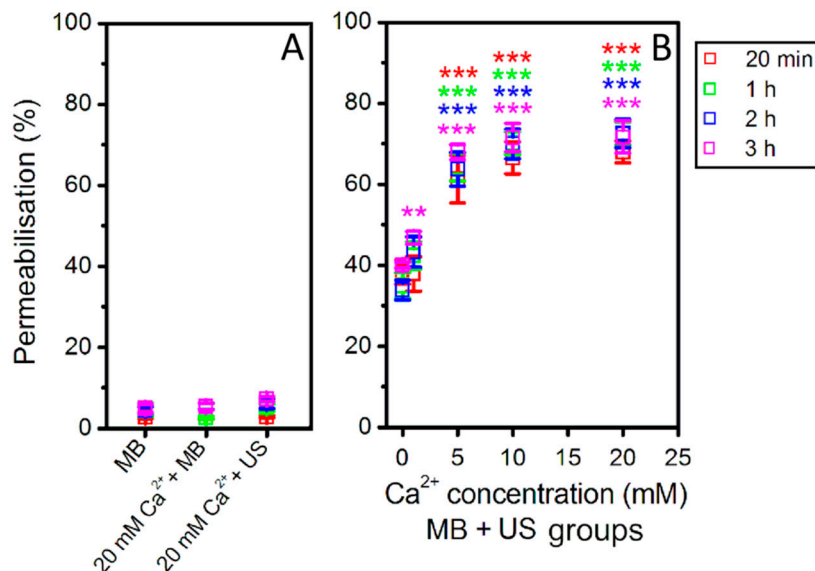 Permeabilisation (%)
100
80
60
40
20
0
A
MB
20 mM Ca²⁺ + MB
20 mM Ca²⁺ + US
100
80
60
40
20
0
B
***
***
***
***
***
***
***
***
***
***
***
***
**
0 5 10 15 20 25
Ca²⁺ concentration (mM)
MB + US groups
20 min
1 h
2 h
3 h